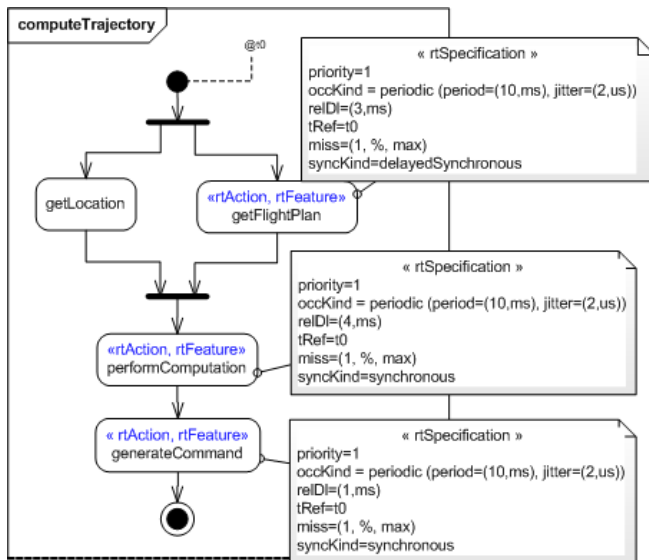 computeTrajectory
@t0
« rtSpecification »
priority=1
occKind = periodic (period=(10,ms), jitter=(2,us))
relDl=(3,ms)
tRef=t0
miss=(1, %, max)
syncKind=delayedSynchronous
getLocation
«rtAction, rtFeature»
getFlightPlan
« rtSpecification »
priority=1
occKind = periodic (period=(10,ms), jitter=(2,us))
relDl=(4,ms)
tRef=t0
miss=(1, %, max)
syncKind=synchronous
«rtAction, rtFeature»
performComputation
« rtAction, rtFeature»
generateCommand
« rtSpecification »
priority=1
occKind = periodic (period=(10,ms), jitter=(2,us))
relDl=(1,ms)
tRef=t0
miss=(1, %, max)
syncKind=synchronous